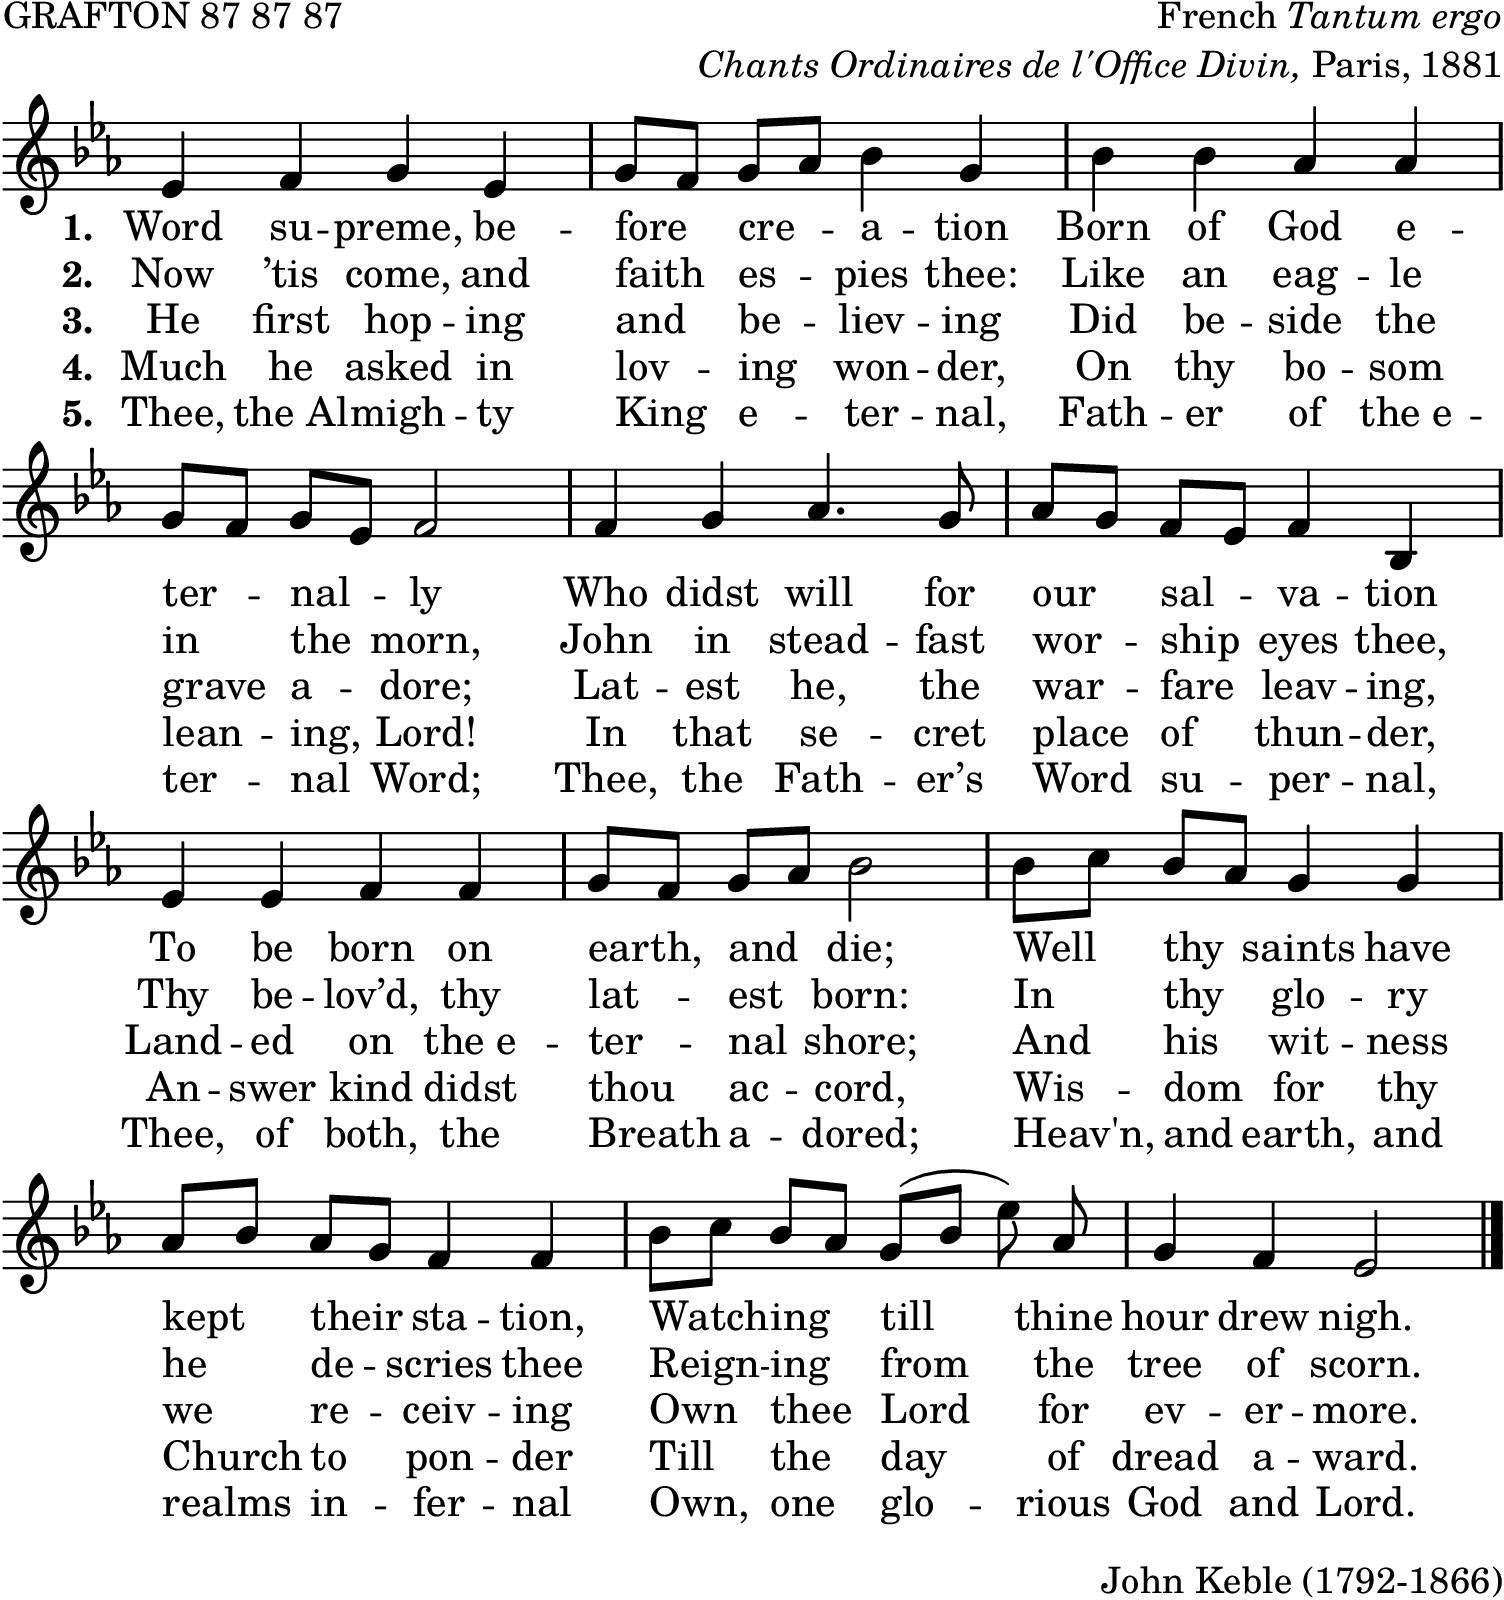 GRAFTON 87 87 87
French Tantum ergo
Chants Ordinaires de l'Office Divin, Paris, 1881
1. Word su -- preme, be -- fore cre -- a -- tion Born of God e --
2. Now ’tis come, and faith es -- pies thee: Like an eag -- le
3. He first hop -- ing and be -- liev -- ing Did be -- side the
4. Much he asked in lov -- ing won -- der, On thy bo -- som
5. Thee, the Almigh -- ty King e -- ter -- nal, Fath -- er of the e --
ter -- nal -- ly Who didst will for our sal -- va -- tion
in the morn, John in stead -- fast wor -- ship eyes thee,
grave a -- dore; Lat -- est he, the war -- fare leav -- ing,
lean -- ing, Lord! In that se -- cret place of thun -- der,
ter -- nal Word; Thee, the Fath -- er’s Word su -- per -- nal,
To be born on earth, and die; Well thy saints have
Thy be -- lov’d, thy lat -- est born: In thy glo -- ry
Land -- ed on the e -- ter -- nal shore; And his wit -- ness
An -- swer kind didst thou ac -- cord, Wis -- dom for thy
Thee, of both, the Breath a -- dored; Heav'n, and earth, and
kept their sta -- tion, Watching till thine hour drew nigh.
he de -- scries thee Reign -- ing from the tree of scorn.
we re -- ceiv -- ing Own thee Lord for ev -- er -- more.
Church to pon -- der Till the day of dread a -- ward.
realms in -- fer -- nal Own, one glo -- rious God and Lord.
John Keble (1792-1866)